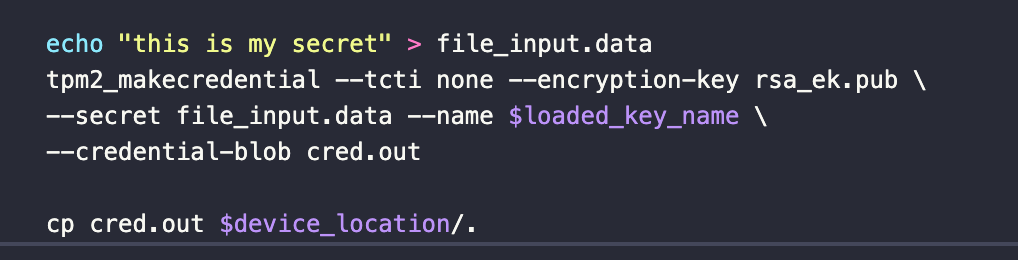 echo "this is my secret" > file_input.data
tpm2_makecredential --tcti none --encryption-key rsa_ek.pub \
--secret file_input.data --name $loaded_key_name \
--credential-blob cred.out
cp cred.out $device_location/.